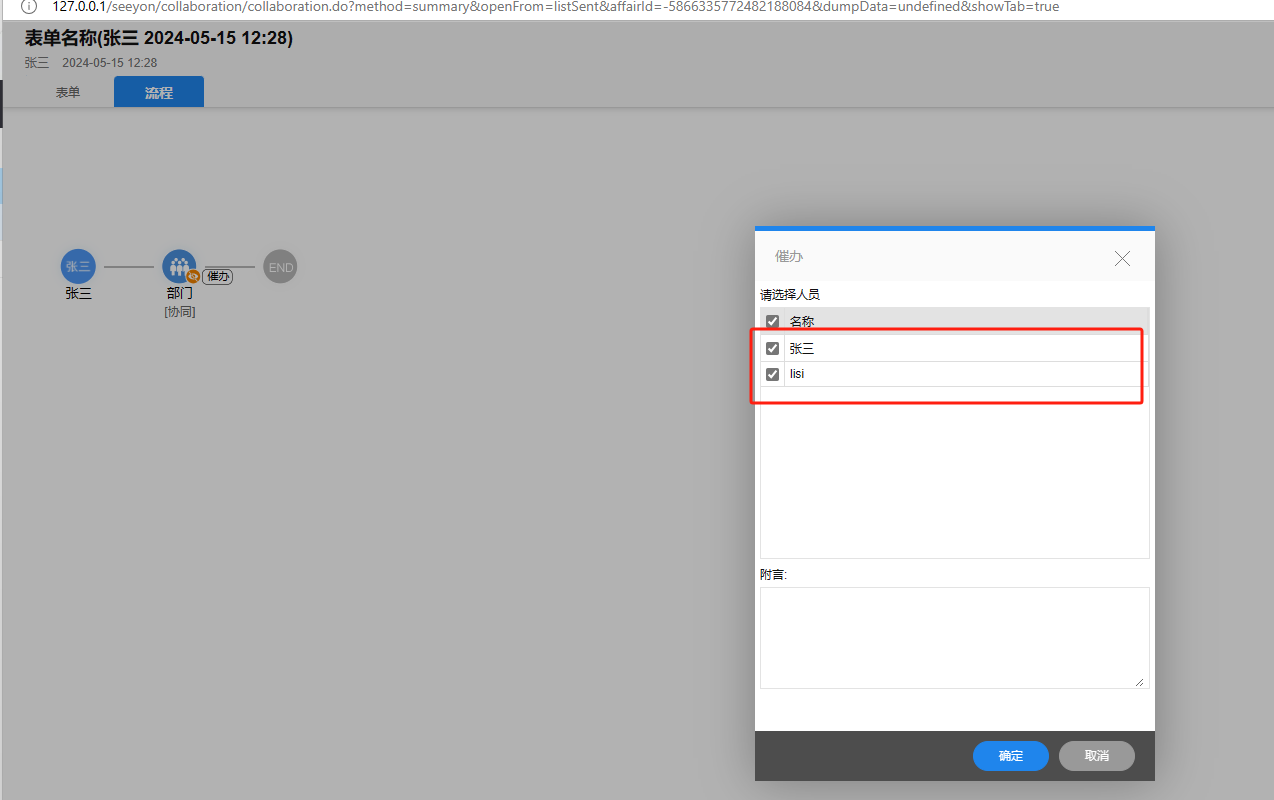 127.0.0.1/seeyon/collaboration/collaboration.do?method=summary&openFrom=listSent&affairId=-5866335772482188084&dumpData=undefined&showTab=true
表单名称(张三 2024-05-15 12:28)
张三 2024-05-15 12:28
表单 流程
张三 催办 END
张三 部门
[协同]
催办
请选择人员
名称
张三
lisi
附言:
确定 取消